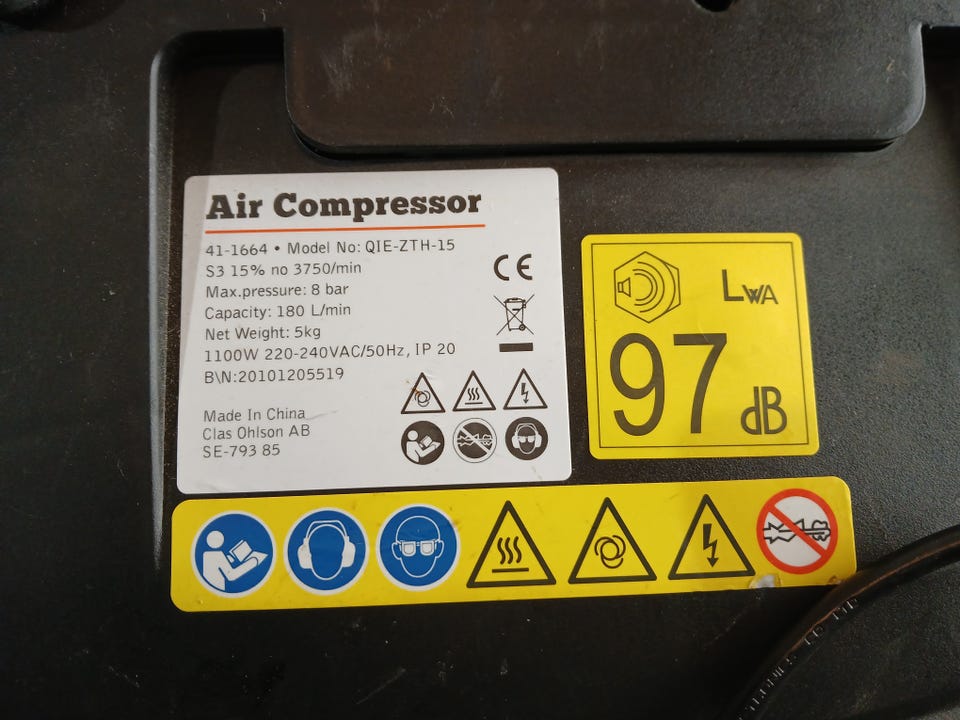 Air Compressor
41-1664 • Model No: QIE-ZTH-15
S3 15% no 3750/min
Max.pressure: 8 bar
Capacity: 180 L/min
Net Weight: 5kg
1100W 220-240VAC/50Hz, IP 20
B\N:20101205519
Made In China
Clas Ohlson AB
SE-793 85
CE
LWA
97
dB